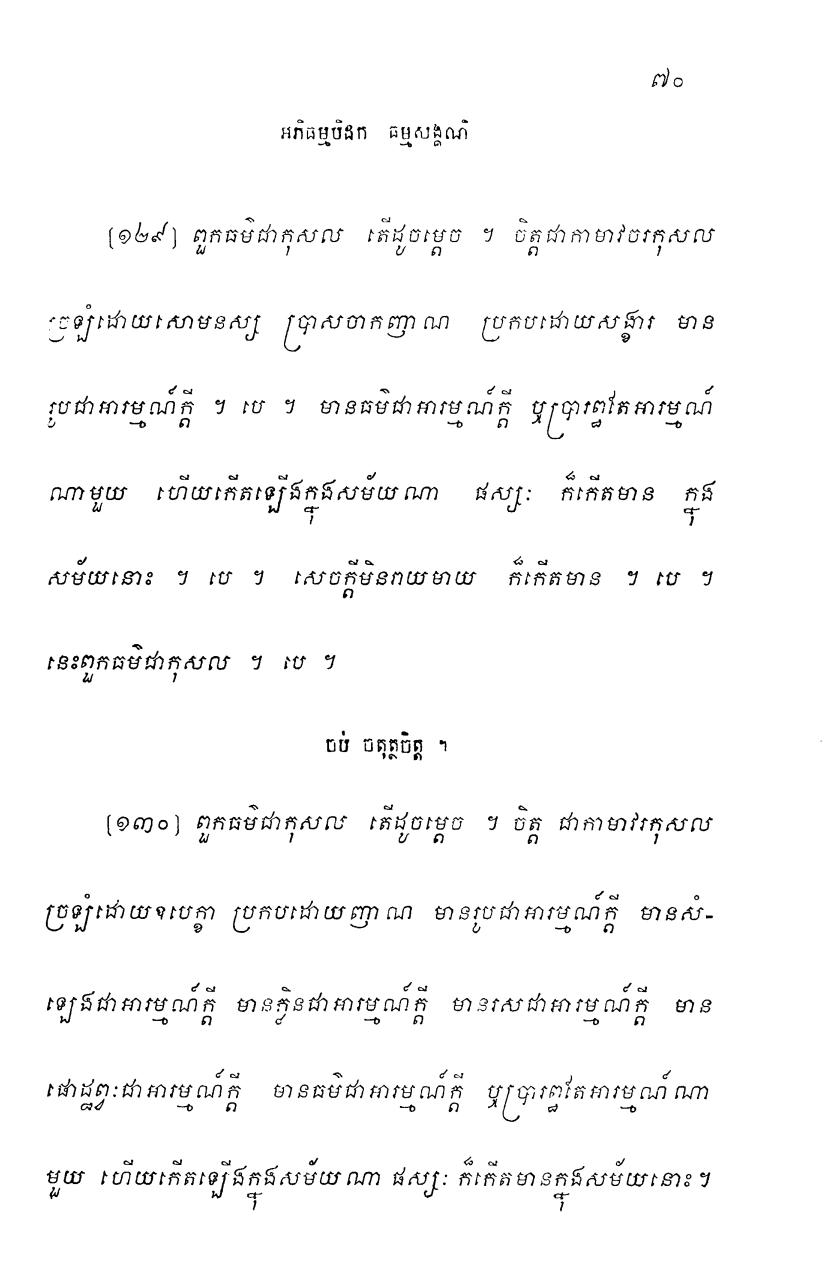 ៧០
អភិធម្មបិដក ធម្មសង្គណិ
[១២៩] ពួកធម៌ជាកុសល តើដូចម្តេច ។ ចិត្តជាកាមាវចរកុសល
ច្រឡំដោយសោមនស្ស ប្រាសចាកញាណ ប្រកបដោយសង្ខារ មាន
រូបជាអារម្មណ៍ក្តី ។ បេ ។ មានធម៌ជាអារម្មណ៍ក្តី ឬប្រារព្ធតែអារម្មណ៍
ណាមួយ ហើយកើតឡើងក្នុងសម័យណា ផស្សៈ ក៏កើតមាន ក្នុង
សម័យនោះ ។ បេ ។ សេចក្តីមិនរាយមាយ ក៏កើតមាន ។ បេ ។
នេះពួកធម៌ជាកុសល ។ បេ ។
ចប់ ចតុត្ថចិត្ត ។
[១៣០] ពួកធម៌ជាកុសល តើដូចម្តេច ។ ចិត្ត ជាកាមាវរកុសល
ច្រឡំដោយឧបេក្ខា ប្រកបដោយញាណ មានរូបជាអារម្មណ៍ក្តី មានសំ-
ឡេងជាអារម្មណ៍ក្តី មានក្លិនជាអារម្មណ៍ក្តី មានរសជាអារម្មណ៍ក្តី មាន
ផោដ្ឋព្វៈជាអារម្មណ៍ក្តី មានធម៌ជាអារម្មណ៍ក្តី ឬប្រារព្ធតែអារម្មណ៍ណា
មួយ ហើយកើតឡើងក្នុងសម័យណា ផស្សៈ ក៏កើតមានក្នុងសម័យនោះ ។